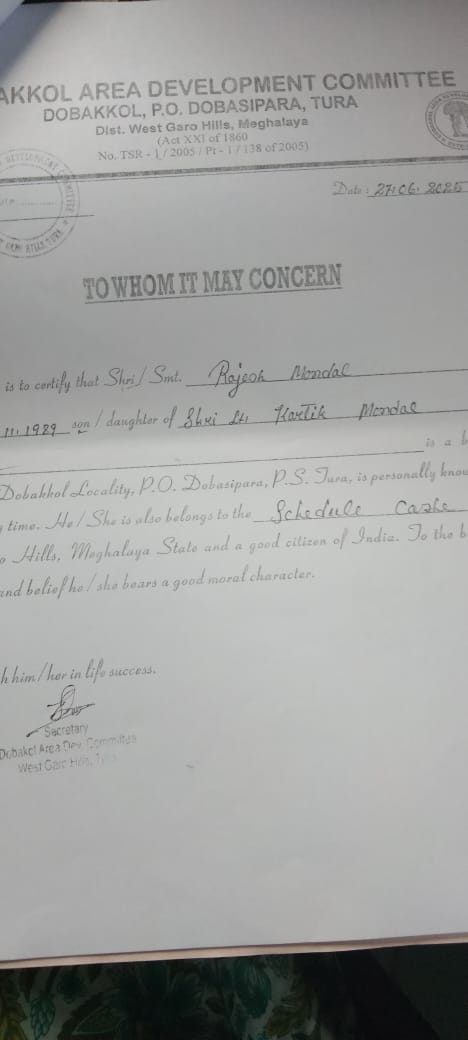 AKKOL AREA DEVELOPMENT COMMITTEE
DOBAKKOL, P.O. DOBASIPARA, TURA
Dist. West Garo Hills, Meghalaya
(Act XXI of 1860
No. TSR - 1 / 2005 / Pt - 1 / 138 of 2005)
Date : 27.06.2025
TO WHOM IT MAY CONCERN
is to certify that Shri/ Smt. Rajesh Mondal
11.1989 son / daughter of Shri Lt. Kartik Mondal
is a b
Dobakkol Locality, P.O. Dobasipara, P.S. Tura, is personally know
time. He / She is also belongs to the Schedule Caste
o Hills, Meghalaya State and a good citizen of India. To the b
and belief he / she bears a good moral character.
h him / her in life success.
Secretary
Dobakol Area Dev. Committee
West Garo Hills, Tura